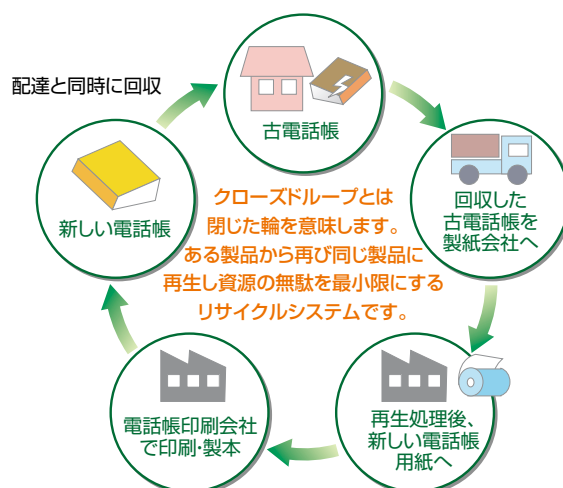 配達と同時に回収
古電話帳
回収した
古電話帳を
製紙会社へ
再生処理後、
新しい電話帳
用紙へ
電話帳印刷会社
で印刷・製本
新しい電話帳
クローズドループとは
閉じた輪を意味します。
ある製品から再び同じ製品に
再生し資源の無駄を最小限にする
リサイクルシステムです。